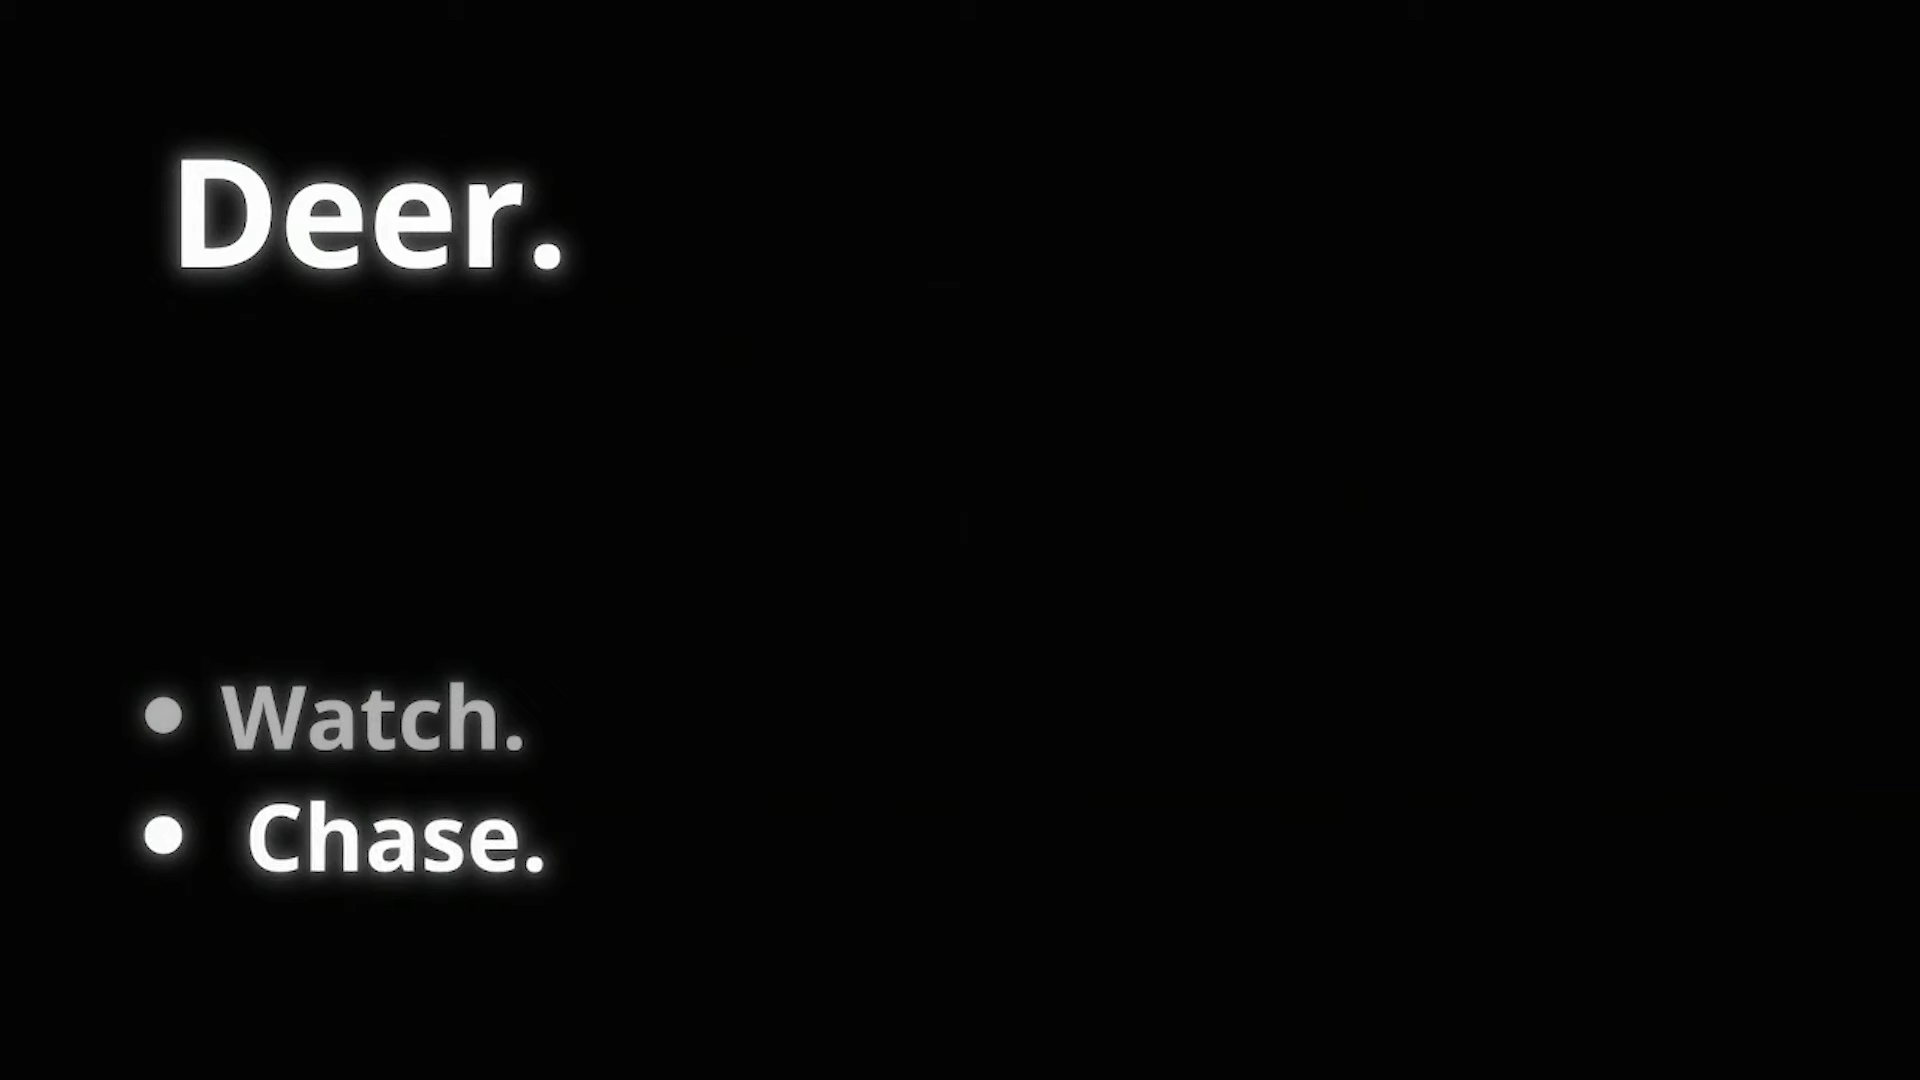 Deer.
• Watch.
• Chase.